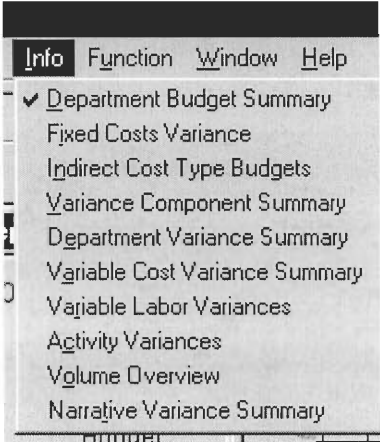 Info Function Window Help
✔ Department Budget Summary
Fixed Costs Variance
Indirect Cost Type Budgets
Variance Component Summary
Department Variance Summary
Variable Cost Variance Summary
Variable Labor Variances
Activity Variances
Volume Overview
Narrative Variance Summary